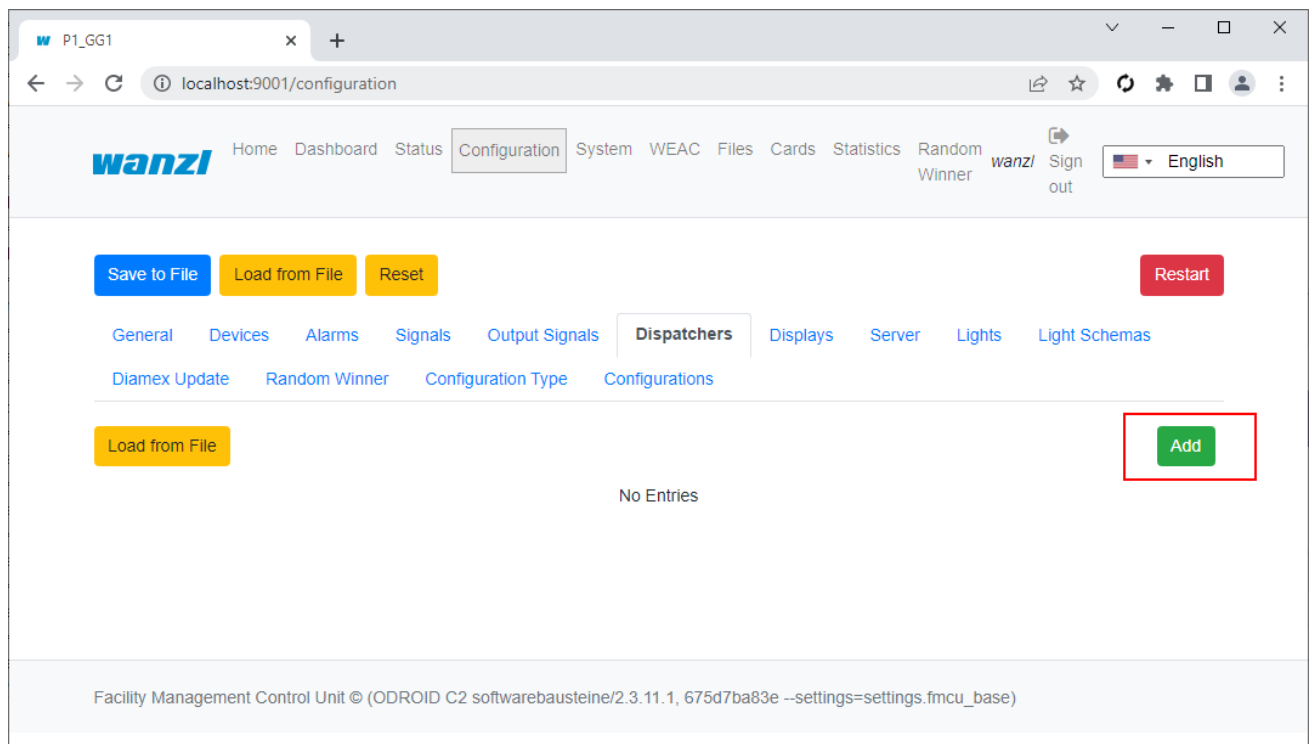 P1_GG1
localhost:9001/configuration
wanzl Home Dashboard Status Configuration System WEAC Files Cards Statistics Random Winner wanzl Sign out English
Save to File Load from File Reset Restart
General Devices Alarms Signals Output Signals Dispatchers Displays Server Lights Light Schemas
Diamex Update Random Winner Configuration Type Configurations
Load from File Add
No Entries
Facility Management Control Unit © (ODROID C2 softwarebausteine/2.3.11.1, 675d7ba83e --settings=settings.fmcu_base)